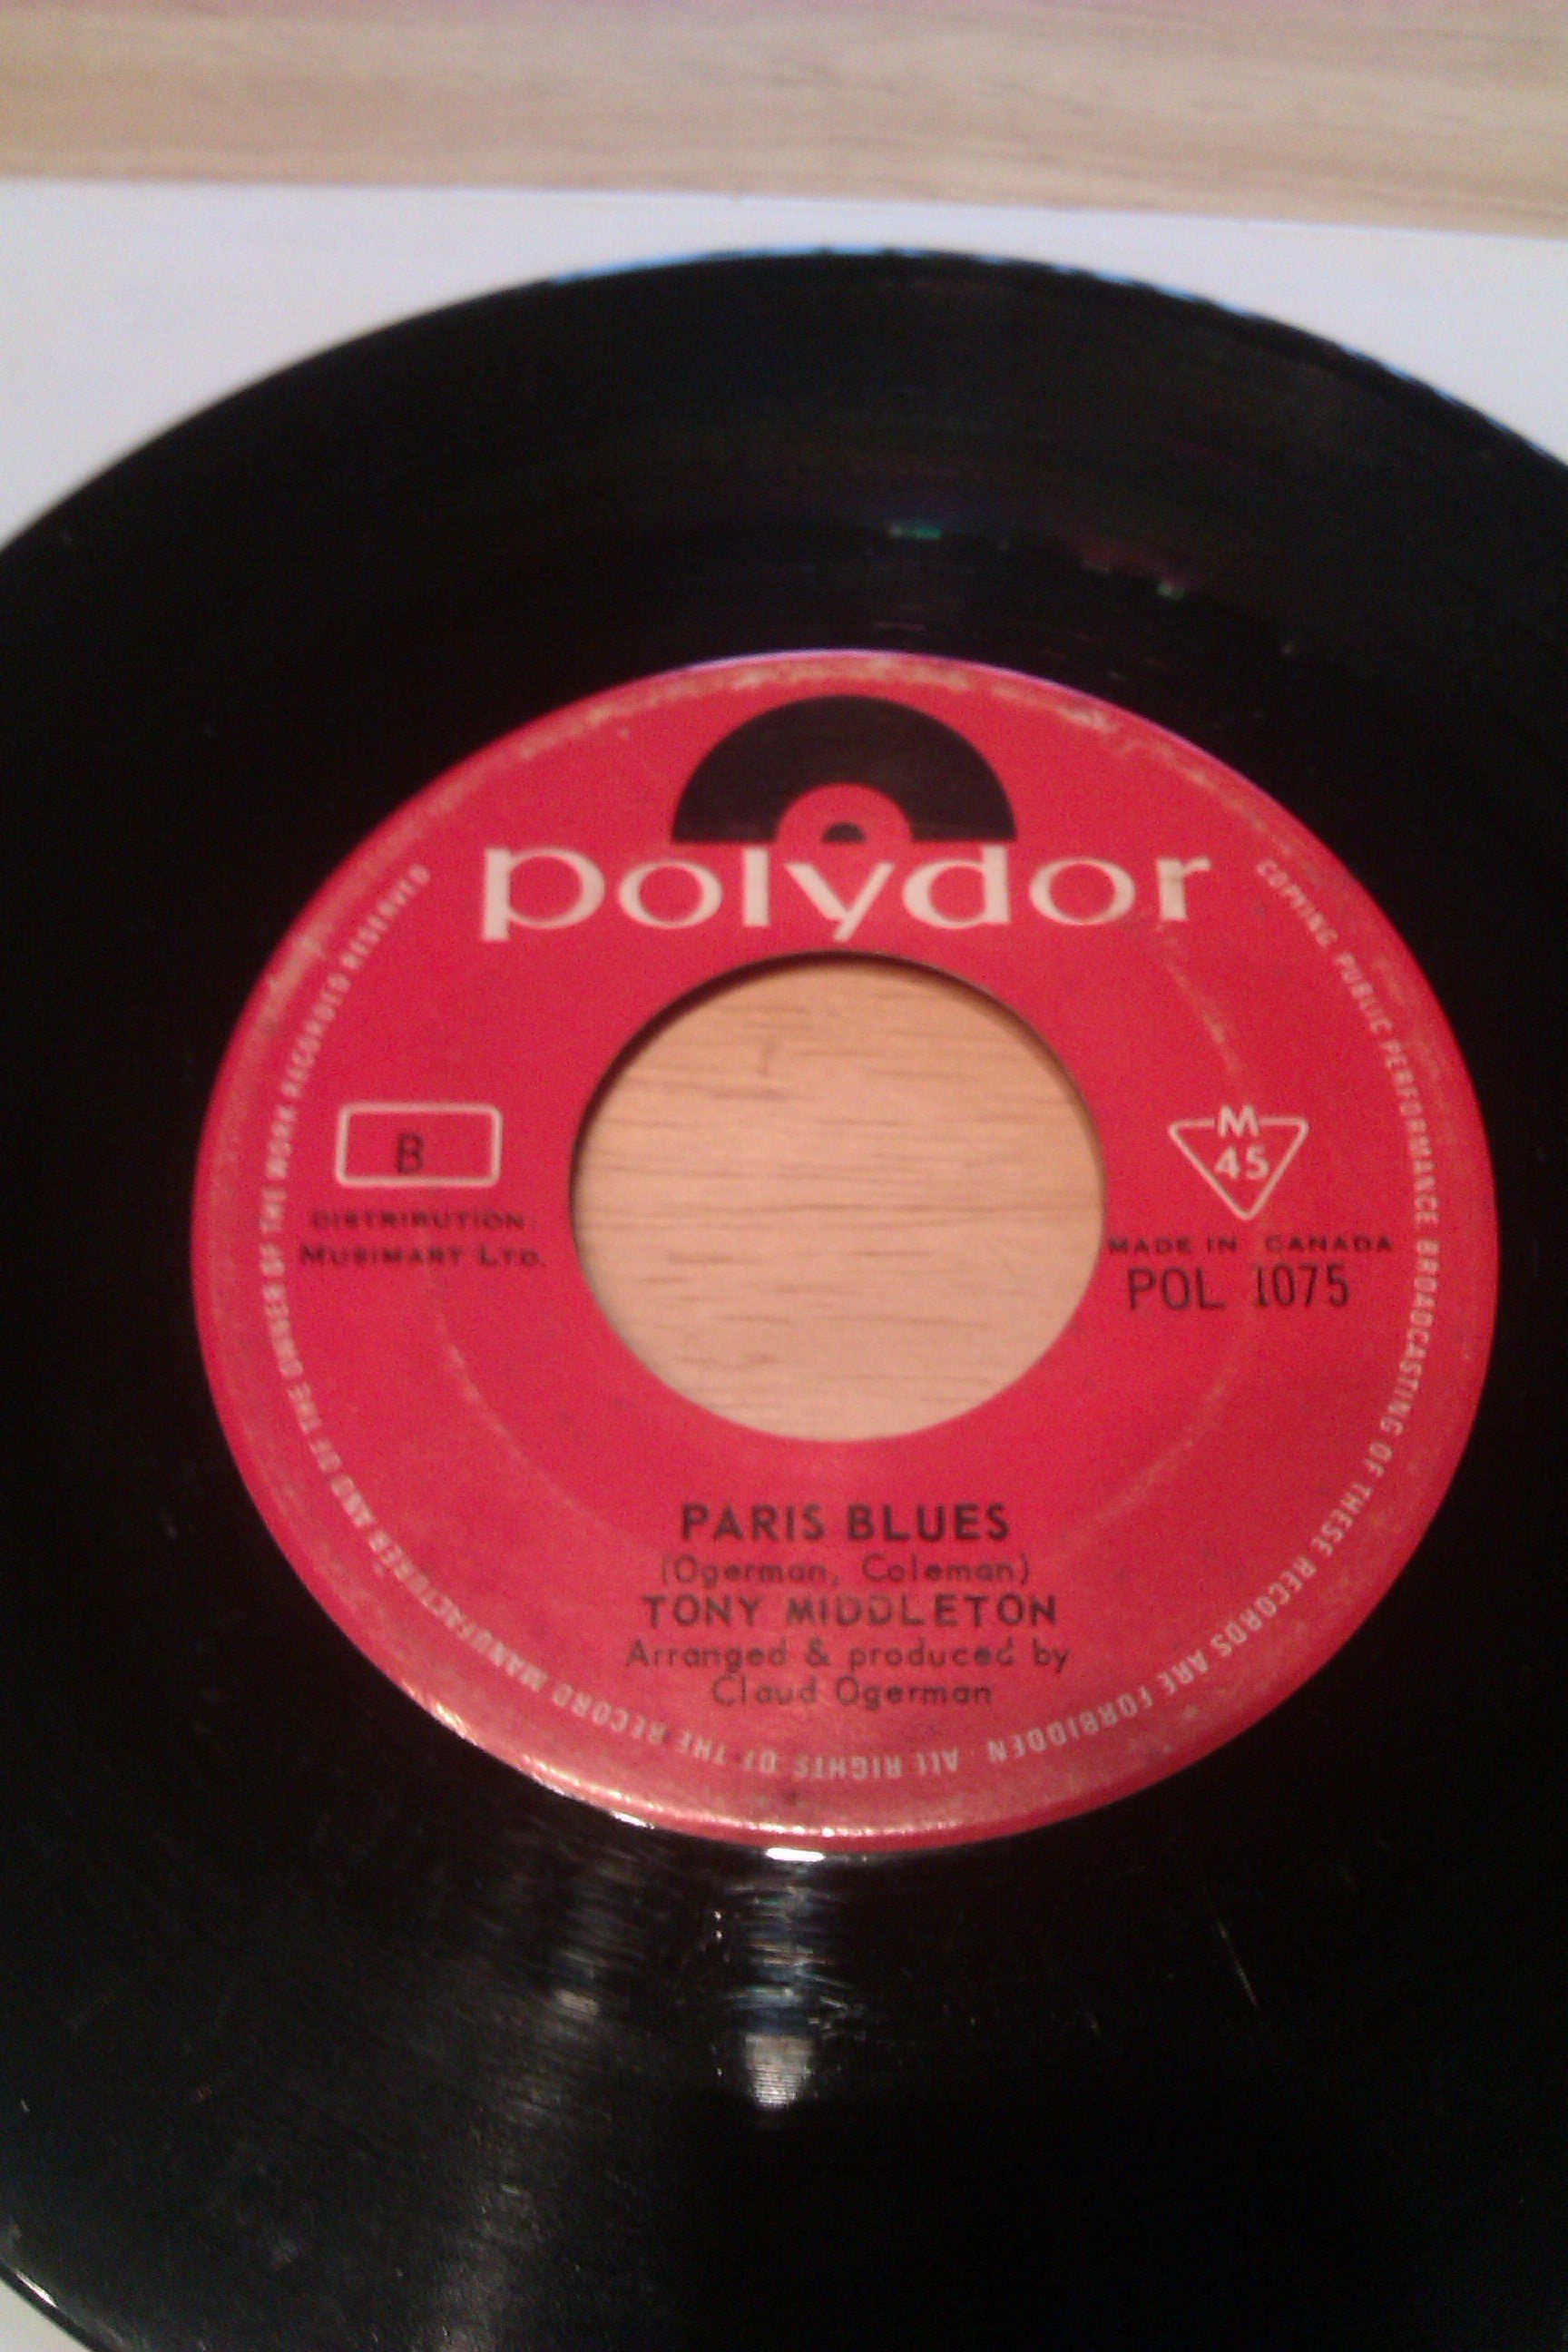 polydor
B
DISTRIBUTION:
MUSIMART LTD.
M
45
MADE IN CANADA
POL 1075
PARIS BLUES
(Ogerman, Coleman)
TONY MIDDLETON
Arranged & produced by
Claud Ogerman
COPYING, PUBLIC PERFORMANCE, BROADCASTING OF THESE RECORDS ARE FORBIDDEN · ALL RIGHTS OF THE RECORD MANUFACTURER AND OF THE OWNER OF THE WORK RECORDED RESERVED